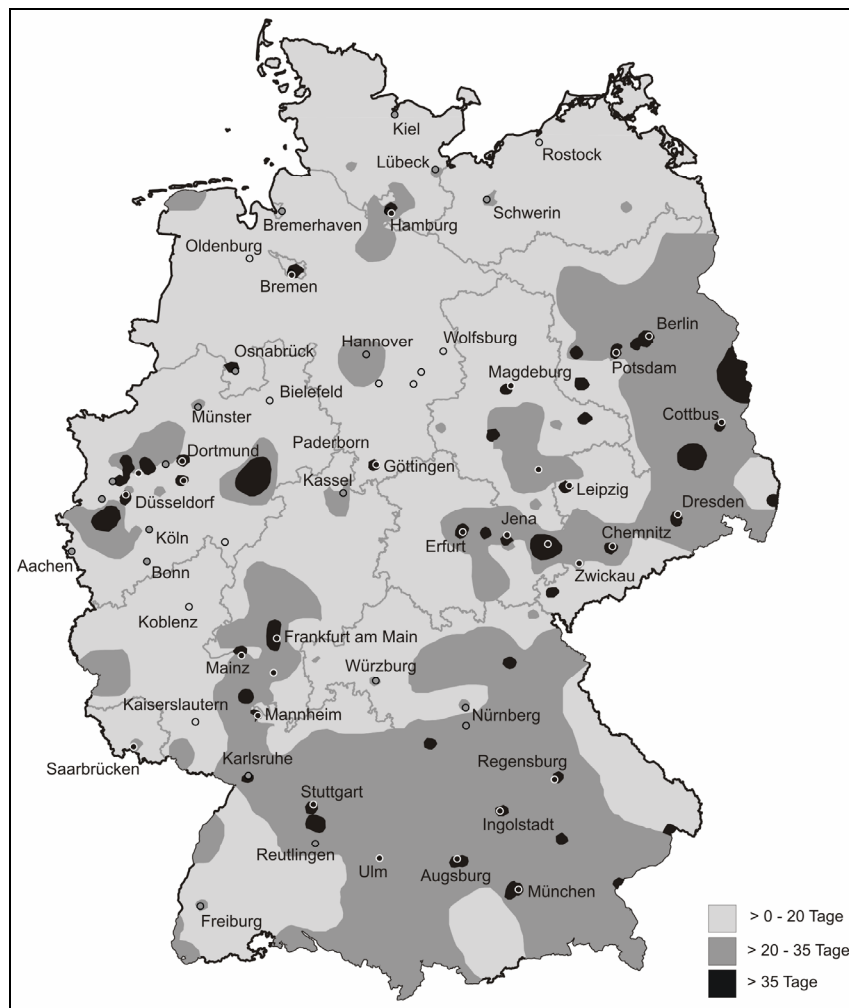 Kiel
Rostock
Lübeck
Schwerin
Bremerhaven
Hamburg
Oldenburg
Bremen
Berlin
Hannover
Wolfsburg
Osnabrück
Potsdam
Magdeburg
Bielefeld
Münster
Cottbus
Paderborn
Dortmund
Göttingen
Kassel
Leipzig
Düsseldorf
Dresden
Jena
Chemnitz
Köln
Erfurt
Aachen
Bonn
Zwickau
Koblenz
Frankfurt am Main
Mainz
Würzburg
Kaiserslautern
Mannheim
Nürnberg
Saarbrücken
Karlsruhe
Regensburg
Stuttgart
Ingolstadt
Reutlingen
Ulm
Augsburg
München
Freiburg
> 0 - 20 Tage
> 20 - 35 Tage
> 35 Tage